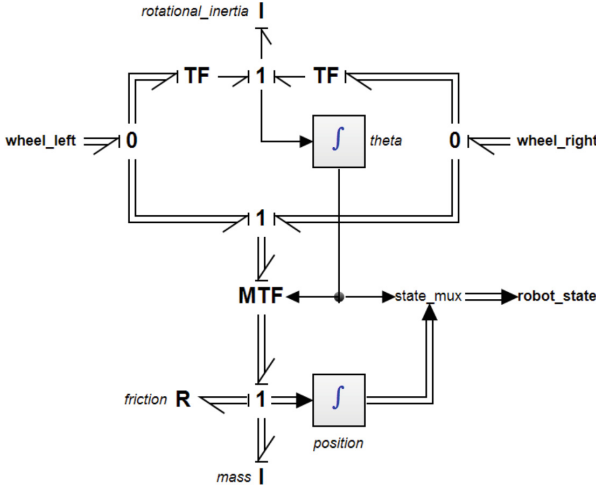 rotational_inertia I
TF 1 TF
wheel_left 0 ∫ theta 0 wheel_right
1
MTF state_mux robot_state
friction R 1 ∫
position
mass I